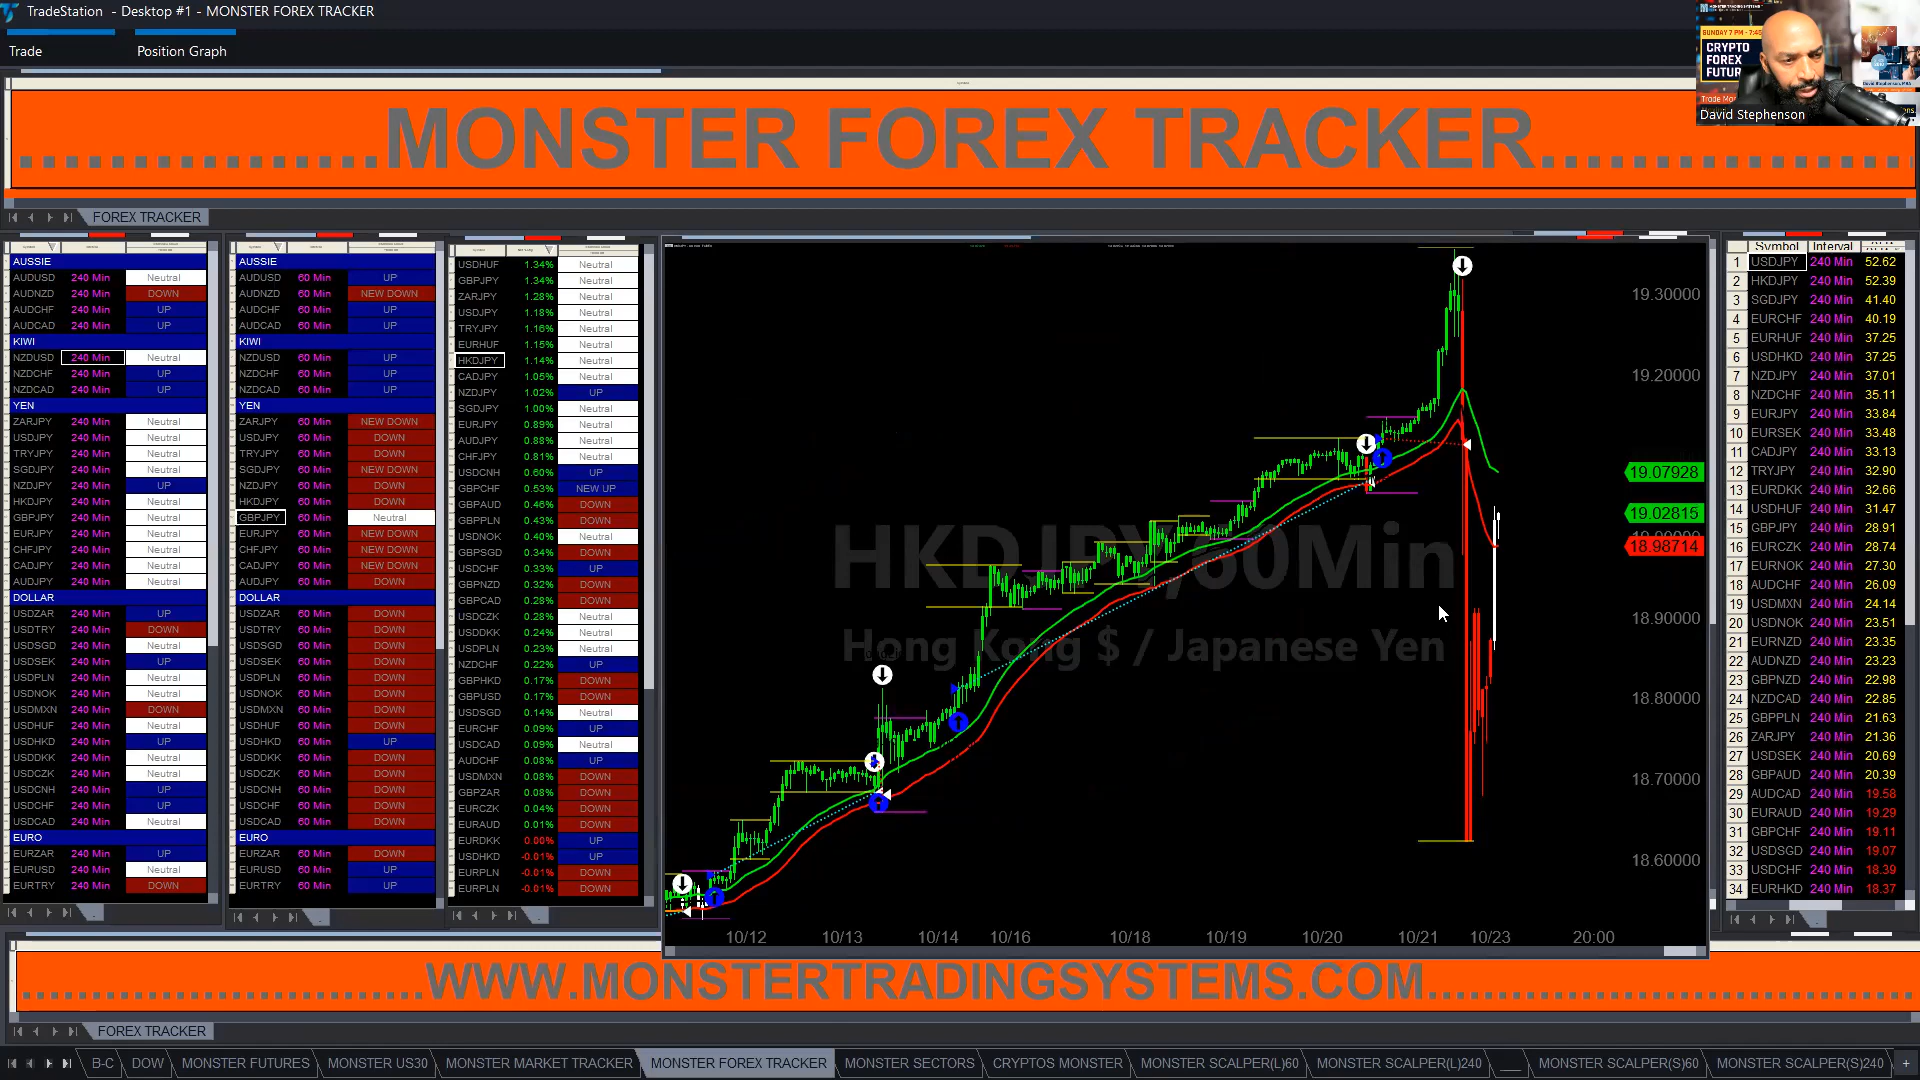 TradeStation - Desktop #1 - MONSTER FOREX TRACKER
Trade Position Graph
SUNDAY 7 PM - 7:45
CRYPTO
FOREX
FUTUR
David Stephenson
MONSTER FOREX TRACKER
FOREX TRACKER
AUSSIE
AUDUSD 240 Min Neutral
AUDNZD 240 Min DOWN
AUDCHF 240 Min UP
AUDCAD 240 Min UP
KIWI
NZDUSD 240 Min Neutral
NZDCHF 240 Min UP
NZDCAD 240 Min UP
YEN
ZARJPY 240 Min Neutral
USDJPY 240 Min Neutral
TRYJPY 240 Min Neutral
SGDJPY 240 Min Neutral
NZDJPY 240 Min UP
HKDJPY 240 Min Neutral
GBPJPY 240 Min Neutral
EURJPY 240 Min Neutral
CHFJPY 240 Min Neutral
CADJPY 240 Min Neutral
AUDJPY 240 Min Neutral
DOLLAR
USDZAR 240 Min UP
USDTRY 240 Min DOWN
USDSGD 240 Min Neutral
USDSEK 240 Min UP
USDPLN 240 Min Neutral
USDNOK 240 Min Neutral
USDMXN 240 Min DOWN
USDHUF 240 Min Neutral
USDHKD 240 Min UP
USDDKK 240 Min Neutral
USDCZK 240 Min Neutral
USDCNH 240 Min UP
USDCHF 240 Min UP
USDCAD 240 Min Neutral
EURO
EURZAR 240 Min UP
EURUSD 240 Min Neutral
EURTRY 240 Min DOWN
AUSSIE
AUDUSD 60 Min UP
AUDNZD 60 Min NEW DOWN
AUDCHF 60 Min UP
AUDCAD 60 Min UP
KIWI
NZDUSD 60 Min UP
NZDCHF 60 Min UP
NZDCAD 60 Min UP
YEN
ZARJPY 60 Min NEW DOWN
USDJPY 60 Min DOWN
TRYJPY 60 Min DOWN
SGDJPY 60 Min NEW DOWN
NZDJPY 60 Min UP
HKDJPY 60 Min DOWN
GBPJPY 60 Min Neutral
EURJPY 60 Min NEW DOWN
CHFJPY 60 Min NEW DOWN
CADJPY 60 Min NEW DOWN
AUDJPY 60 Min DOWN
DOLLAR
USDZAR 60 Min DOWN
USDTRY 60 Min DOWN
USDSGD 60 Min DOWN
USDSEK 60 Min DOWN
USDPLN 60 Min DOWN
USDNOK 60 Min DOWN
USDMXN 60 Min DOWN
USDHUF 60 Min DOWN
USDHKD 60 Min UP
USDDKK 60 Min DOWN
USDCZK 60 Min DOWN
USDCNH 60 Min DOWN
USDCHF 60 Min DOWN
USDCAD 60 Min DOWN
EURO
EURZAR 60 Min DOWN
EURUSD 60 Min UP
EURTRY 60 Min UP
USDHUF 1.34% Neutral
GBPJPY 1.34% Neutral
ZARJPY 1.28% Neutral
USDJPY 1.18% Neutral
TRYJPY 1.16% Neutral
EURHUF 1.15% Neutral
HKDJPY 1.14% Neutral
CADJPY 1.05% Neutral
NZDJPY 1.02% UP
SGDJPY 1.00% Neutral
EURJPY 0.89% Neutral
AUDJPY 0.88% Neutral
CHFJPY 0.81% Neutral
USDCNH 0.60% UP
GBPCHF 0.53% NEW UP
GBPAUD 0.46% DOWN
GBPPLN 0.43% DOWN
USDNOK 0.40% Neutral
GBPSGD 0.34% DOWN
USDCHF 0.33% UP
GBPNZD 0.32% DOWN
GBPCAD 0.28% DOWN
USDCZK 0.28% Neutral
USDDKK 0.24% Neutral
USDPLN 0.23% Neutral
NZDCHF 0.22% UP
GBPHKD 0.17% DOWN
GBPUSD 0.17% DOWN
USDSGD 0.14% Neutral
EURCHF 0.09% UP
USDCAD 0.09% Neutral
AUDCHF 0.08% UP
USDMXN 0.08% DOWN
GBPZAR 0.08% DOWN
EURCZK 0.04% DOWN
EURAUD 0.01% DOWN
EURDKK 0.00% UP
USDHKD -0.01% UP
EURPLN -0.01% DOWN
EURPLN -0.01% DOWN
HKDJPY,60Min
Hong Kong $ / Japanese Yen
19.30000
19.20000
19.07928
19.02815
18.98714
18.90000
18.80000
18.70000
18.60000
10/12 10/13 10/14 10/16 10/18 10/19 10/20 10/21 10/23 20:00
Symbol Interval
1 USDJPY 240 Min 52.62
2 HKDJPY 240 Min 52.39
3 SGDJPY 240 Min 41.40
4 EURCHF 240 Min 40.19
5 EURHUF 240 Min 37.25
6 USDHKD 240 Min 37.25
7 NZDJPY 240 Min 37.01
8 NZDCHF 240 Min 35.11
9 EURJPY 240 Min 33.84
10 EURSEK 240 Min 33.48
11 CADJPY 240 Min 33.13
12 TRYJPY 240 Min 32.90
13 EURDKK 240 Min 32.66
14 USDHUF 240 Min 31.47
15 GBPJPY 240 Min 28.91
16 EURCZK 240 Min 28.74
17 EURNOK 240 Min 27.30
18 AUDCHF 240 Min 26.09
19 USDMXN 240 Min 24.14
20 USDNOK 240 Min 23.51
21 EURNZD 240 Min 23.35
22 AUDNZD 240 Min 23.23
23 GBPNZD 240 Min 22.98
24 NZDCAD 240 Min 22.85
25 GBPPLN 240 Min 21.63
26 ZARJPY 240 Min 21.36
27 USDSEK 240 Min 20.69
28 GBPAUD 240 Min 20.39
29 AUDCAD 240 Min 19.58
30 EURAUD 240 Min 19.29
31 GBPCHF 240 Min 19.11
32 USDSGD 240 Min 19.07
33 USDCHF 240 Min 18.39
34 EURHKD 240 Min 18.37
WWW.MONSTERTRADINGSYSTEMS.COM
FOREX TRACKER
B-C DOW MONSTER FUTURES MONSTER US30 MONSTER MARKET TRACKER MONSTER FOREX TRACKER MONSTER SECTORS CRYPTOS MONSTER MONSTER SCALPER(L)60 MONSTER SCALPER(L)240 ___ MONSTER SCALPER(S)60 MONSTER SCALPER(S)240 +